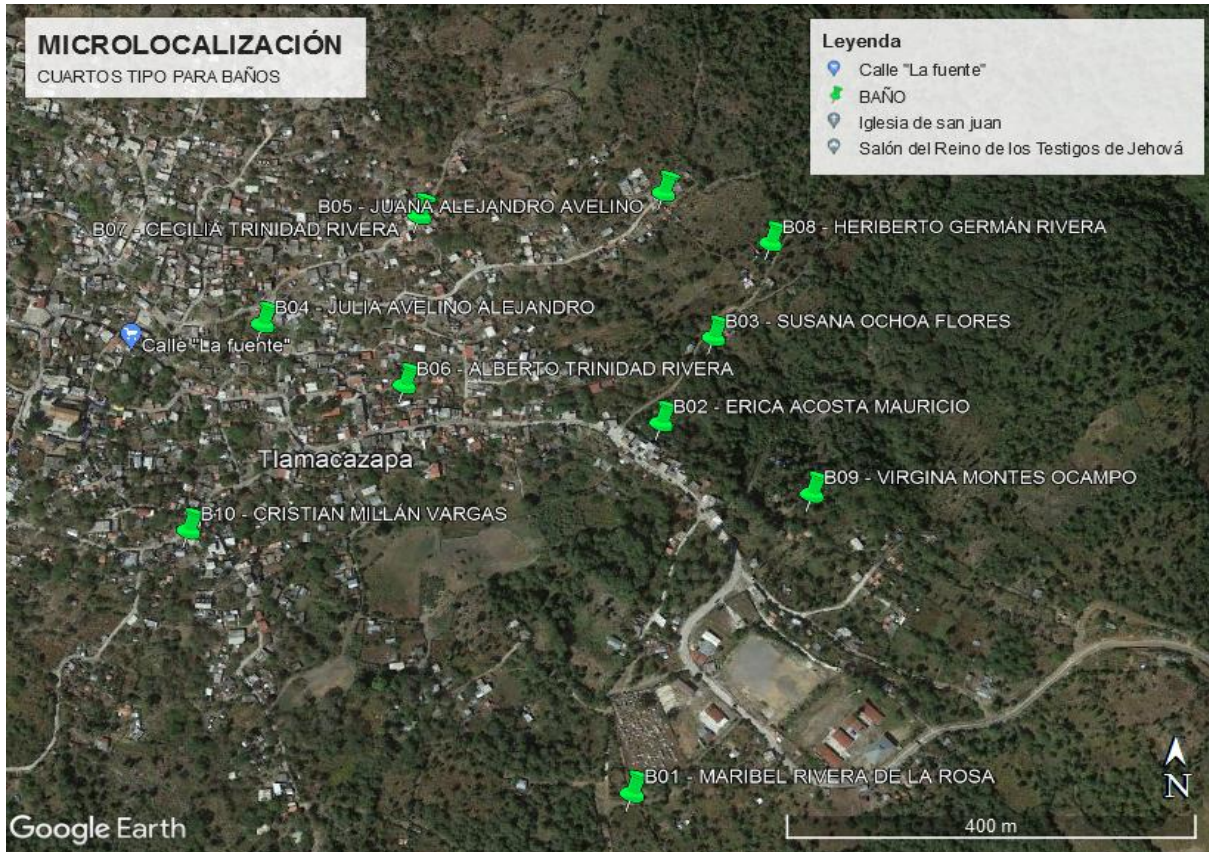 MICROLOCALIZACIÓN
CUARTOS TIPO PARA BAÑOS
Leyenda
Calle "La fuente"
BAÑO
Iglesia de san juan
Salón del Reino de los Testigos de Jehová
B05 - JUANA ALEJANDRO AVELINO
B07 - CECILIA TRINIDAD RIVERA
B08 - HERIBERTO GERMÁN RIVERA
B04 - JULIA AVELINO ALEJANDRO
B03 - SUSANA OCHOA FLORES
Calle "La fuente"
B06 - ALBERTO TRINIDAD RIVERA
B02 - ERICA ACOSTA MAURICIO
Tlamacazapa
B09 - VIRGINA MONTES OCAMPO
B10 - CRISTIAN MILLÁN VARGAS
B01 - MARIBEL RIVERA DE LA ROSA
N
Google Earth
400 m